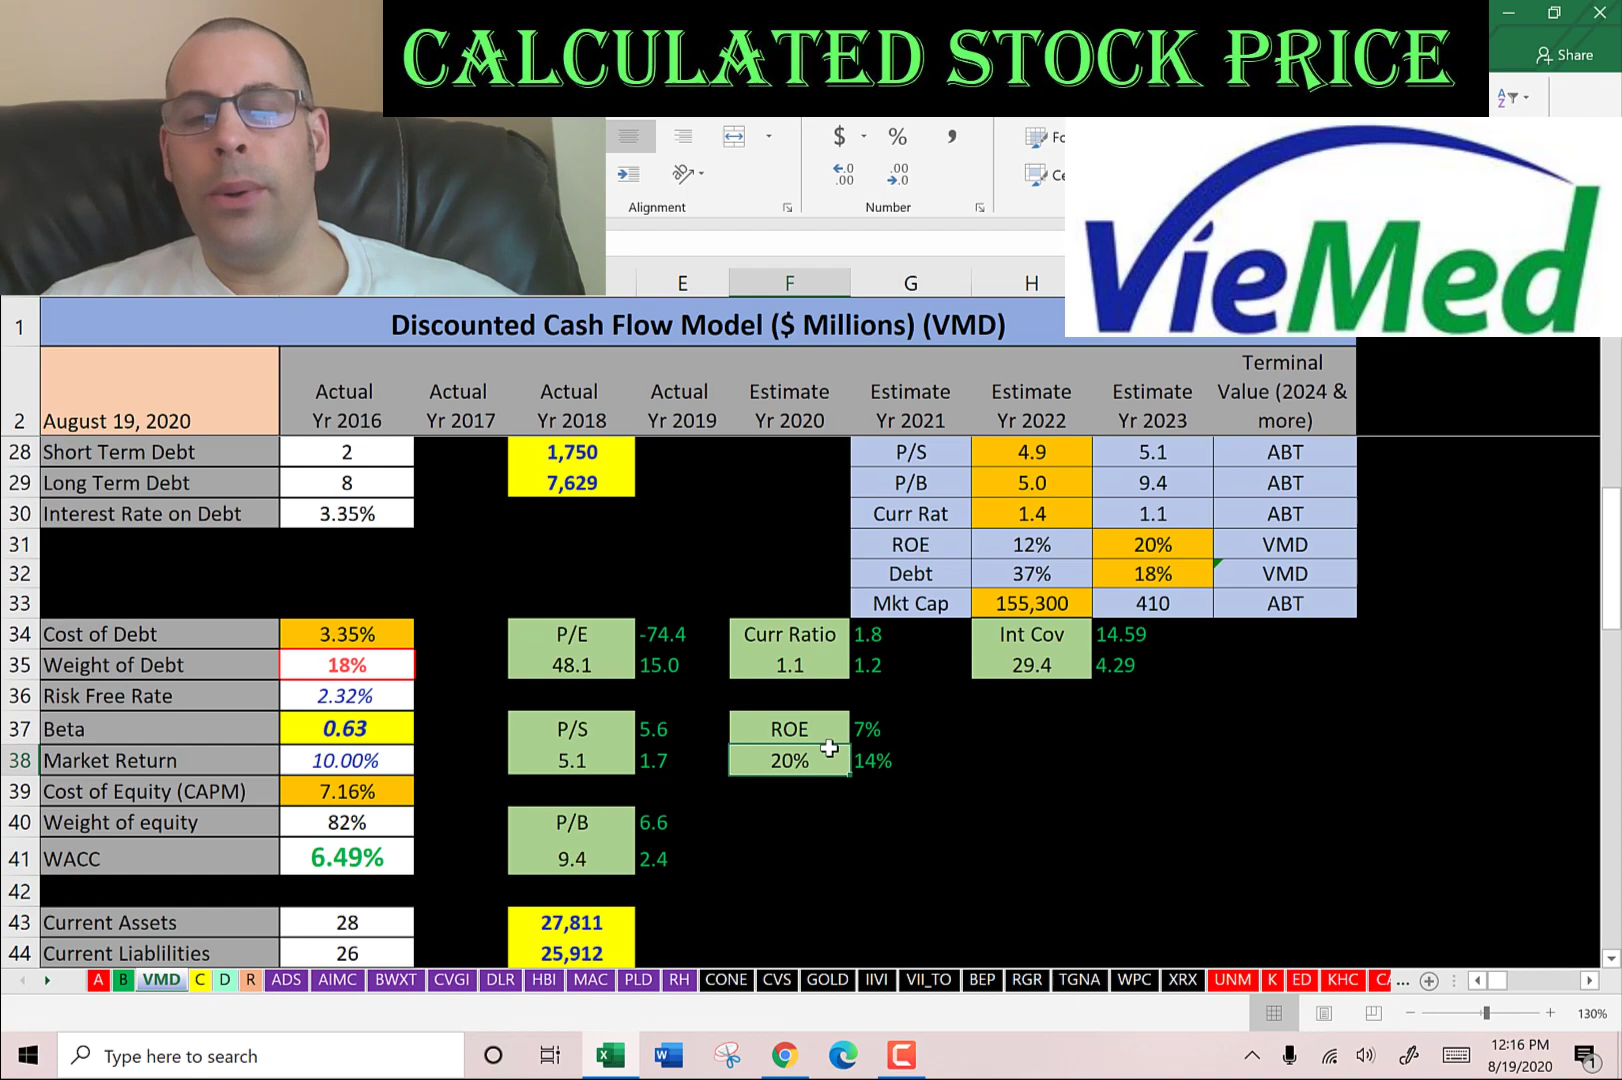 CALCULATED STOCK PRICE
Share
Alignment
Number
VieMed
E F G H
1 Discounted Cash Flow Model ($ Millions) (VMD)
2 August 19, 2020 Actual Yr 2016 Actual Yr 2017 Actual Yr 2018 Actual Yr 2019 Estimate Yr 2020 Estimate Yr 2021 Estimate Yr 2022 Estimate Yr 2023 Terminal Value (2024 & more)
28 Short Term Debt 2 1,750 P/S 4.9 5.1 ABT
29 Long Term Debt 8 7,629 P/B 5.0 9.4 ABT
30 Interest Rate on Debt 3.35% Curr Rat 1.4 1.1 ABT
31 ROE 12% 20% VMD
32 Debt 37% 18% VMD
33 Mkt Cap 155,300 410 ABT
34 Cost of Debt 3.35% P/E -74.4 Curr Ratio 1.8 Int Cov 14.59
35 Weight of Debt 18% 48.1 15.0 1.1 1.2 29.4 4.29
36 Risk Free Rate 2.32%
37 Beta 0.63 P/S 5.6 ROE 7%
38 Market Return 10.00% 5.1 1.7 20% 14%
39 Cost of Equity (CAPM) 7.16%
40 Weight of equity 82% P/B 6.6
41 WACC 6.49% 9.4 2.4
42
43 Current Assets 28 27,811
44 Current Liablilities 26 25,912
A B VMD C D R ADS AIMC BWXT CVGI DLR HBI MAC PLD RH CONE CVS GOLD IIVI VII_TO BEP RGR TGNA WPC XRX UNM K ED KHC ...
130%
Type here to search
12:16 PM
8/19/2020